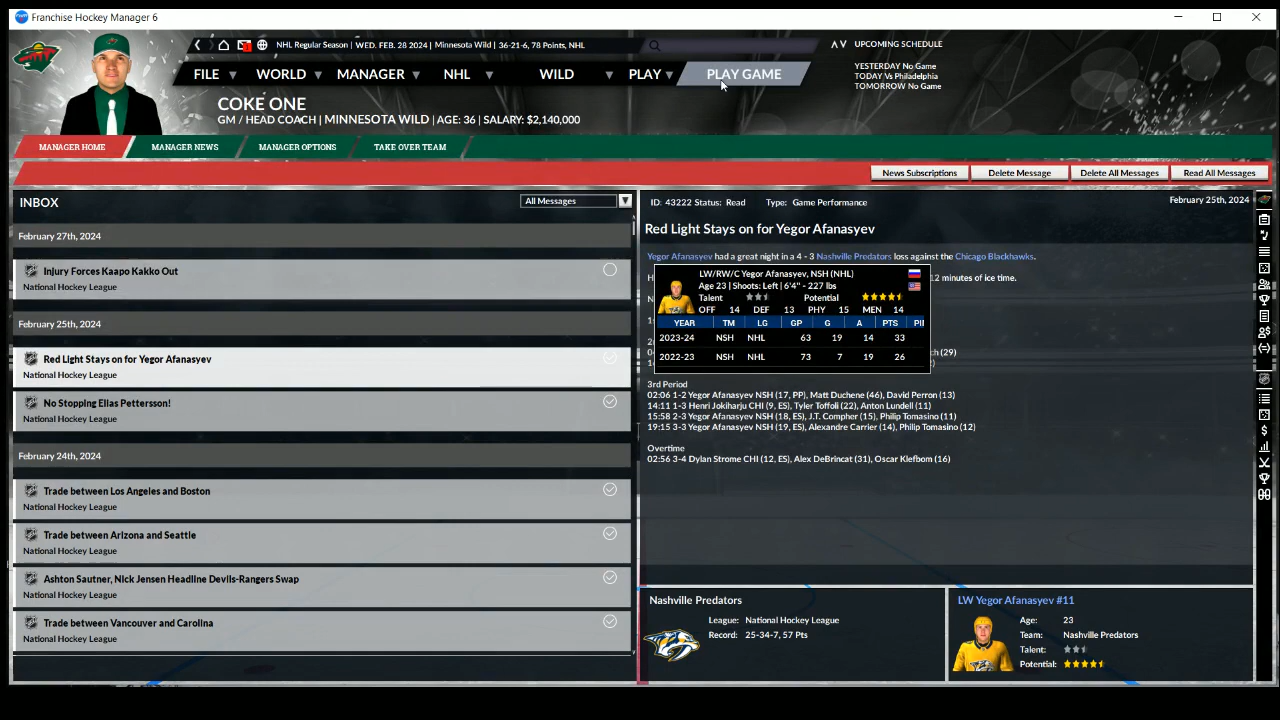 Franchise Hockey Manager 6
NHL Regular Season | WED. FEB. 28 2024 | Minnesota Wild | 36-21-6, 78 Points, NHL
UPCOMING SCHEDULE
YESTERDAY No Game
TODAY Vs Philadelphia
TOMORROW No Game
FILE WORLD MANAGER NHL WILD PLAY PLAY GAME
COKE ONE
GM / HEAD COACH | MINNESOTA WILD | AGE: 36 | SALARY: $2,140,000
MANAGER HOME MANAGER NEWS MANAGER OPTIONS TAKE OVER TEAM
News Subscriptions Delete Message Delete All Messages Read All Messages
INBOX
All Messages
February 27th, 2024
Injury Forces Kaapo Kakko Out
National Hockey League
February 25th, 2024
Red Light Stays on for Yegor Afanasyev
National Hockey League
No Stopping Elias Pettersson!
National Hockey League
February 24th, 2024
Trade between Los Angeles and Boston
National Hockey League
Trade between Arizona and Seattle
National Hockey League
Ashton Sautner, Nick Jensen Headline Devils-Rangers Swap
National Hockey League
Trade between Vancouver and Carolina
National Hockey League
ID: 43222 Status: Read Type: Game Performance
February 25th, 2024
Red Light Stays on for Yegor Afanasyev
Yegor Afanasyev had a great night in a 4 - 3 Nashville Predators loss against the Chicago Blackhawks.
12 minutes of ice time.
LW/RW/C Yegor Afanasyev, NSH (NHL)
Age 23 | Shoots: Left | 6'4" - 227 lbs
Talent Potential
OFF 14 DEF 13 PHY 15 MEN 14
YEAR TM LG GP G A PTS PII
2023-24 NSH NHL 63 19 14 33
2022-23 NSH NHL 73 7 19 26
ch (29)
3rd Period
02:06 1-2 Yegor Afanasyev NSH (17, PP), Matt Duchene (46), David Perron (13)
14:11 1-3 Henri Jokiharju CHI (9, ES), Tyler Toffoli (22), Anton Lundell (11)
15:58 2-3 Yegor Afanasyev NSH (18, ES), J.T. Compher (15), Philip Tomasino (11)
19:15 3-3 Yegor Afanasyev NSH (19, ES), Alexandre Carrier (14), Philip Tomasino (12)
Overtime
02:56 3-4 Dylan Strome CHI (12, ES), Alex DeBrincat (31), Oscar Klefbom (16)
Nashville Predators
League: National Hockey League
Record: 25-34-7, 57 Pts
LW Yegor Afanasyev #11
Age: 23
Team: Nashville Predators
Talent:
Potential: